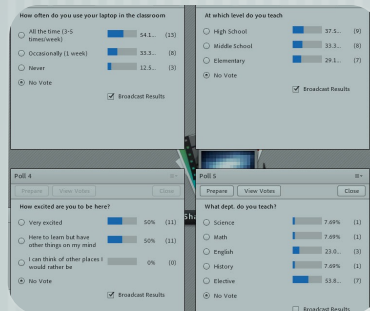 How often do you use your laptop in the classroom
All the time (3-5
times/week)
54.1... (13)
Occasionally (1 week)
33.3... (8)
Never
12.5... (3)
No Vote
Broadcast Results
At which level do you teach
High School
37.5... (9)
Middle School
33.3... (8)
Elementary
29.1... (7)
No Vote
Broadcast Results
Poll 4
Prepare View Votes Close
How excited are you to be here?
Very excited
50% (11)
Here to learn but have
other things on my mind
50% (11)
I can think of other places I
would rather be
0% (0)
No Vote
Broadcast Results
Sha
Poll 5
Prepare View Votes Close
What dept. do you teach?
Science
7.69% (1)
Math
7.69% (1)
English
23.0... (3)
History
7.69% (1)
Elective
53.8... (7)
No Vote
Broadcast Results